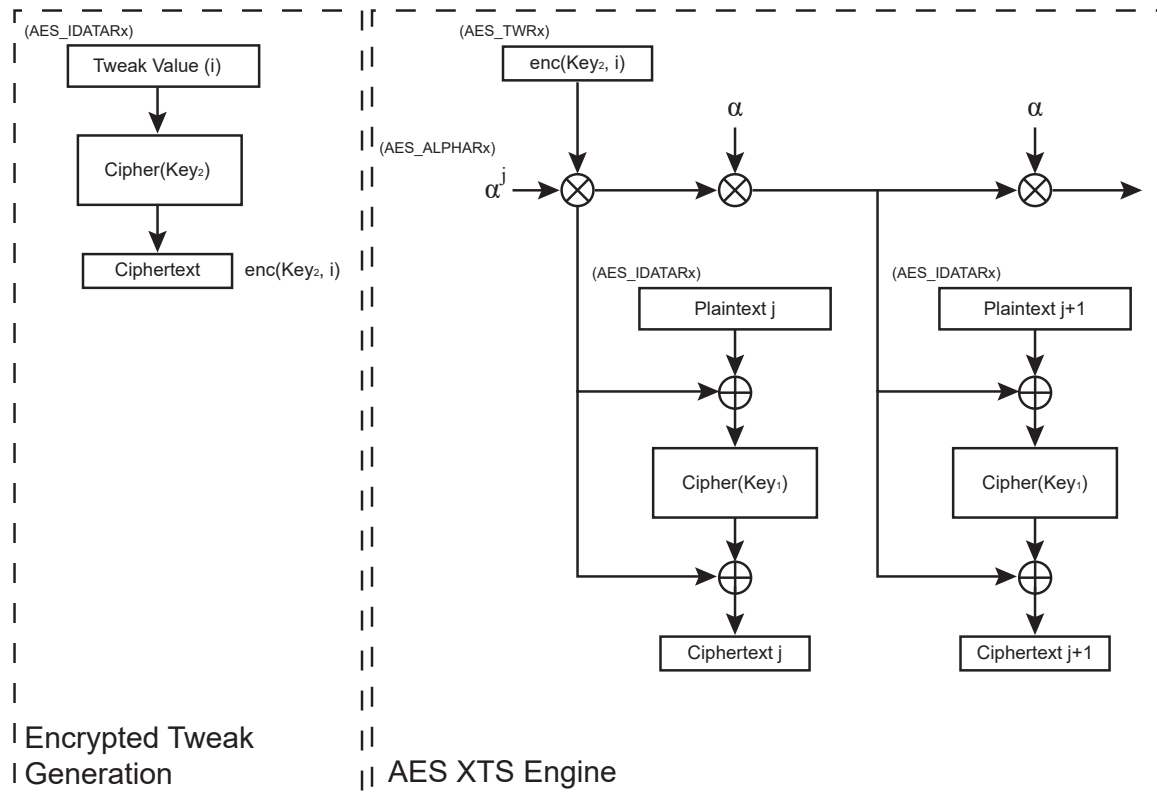 (AES_IDATARx)
Tweak Value (i)
Cipher(Key₂)
Ciphertext
enc(Key₂, i)
Encrypted Tweak
Generation
(AES_TWRx)
enc(Key₂, i)
(AES_ALPHARx)
αʲ
α
α
(AES_IDATARx)
Plaintext j
Cipher(Key₁)
Ciphertext j
(AES_IDATARx)
Plaintext j+1
Cipher(Key₁)
Ciphertext j+1
AES XTS Engine